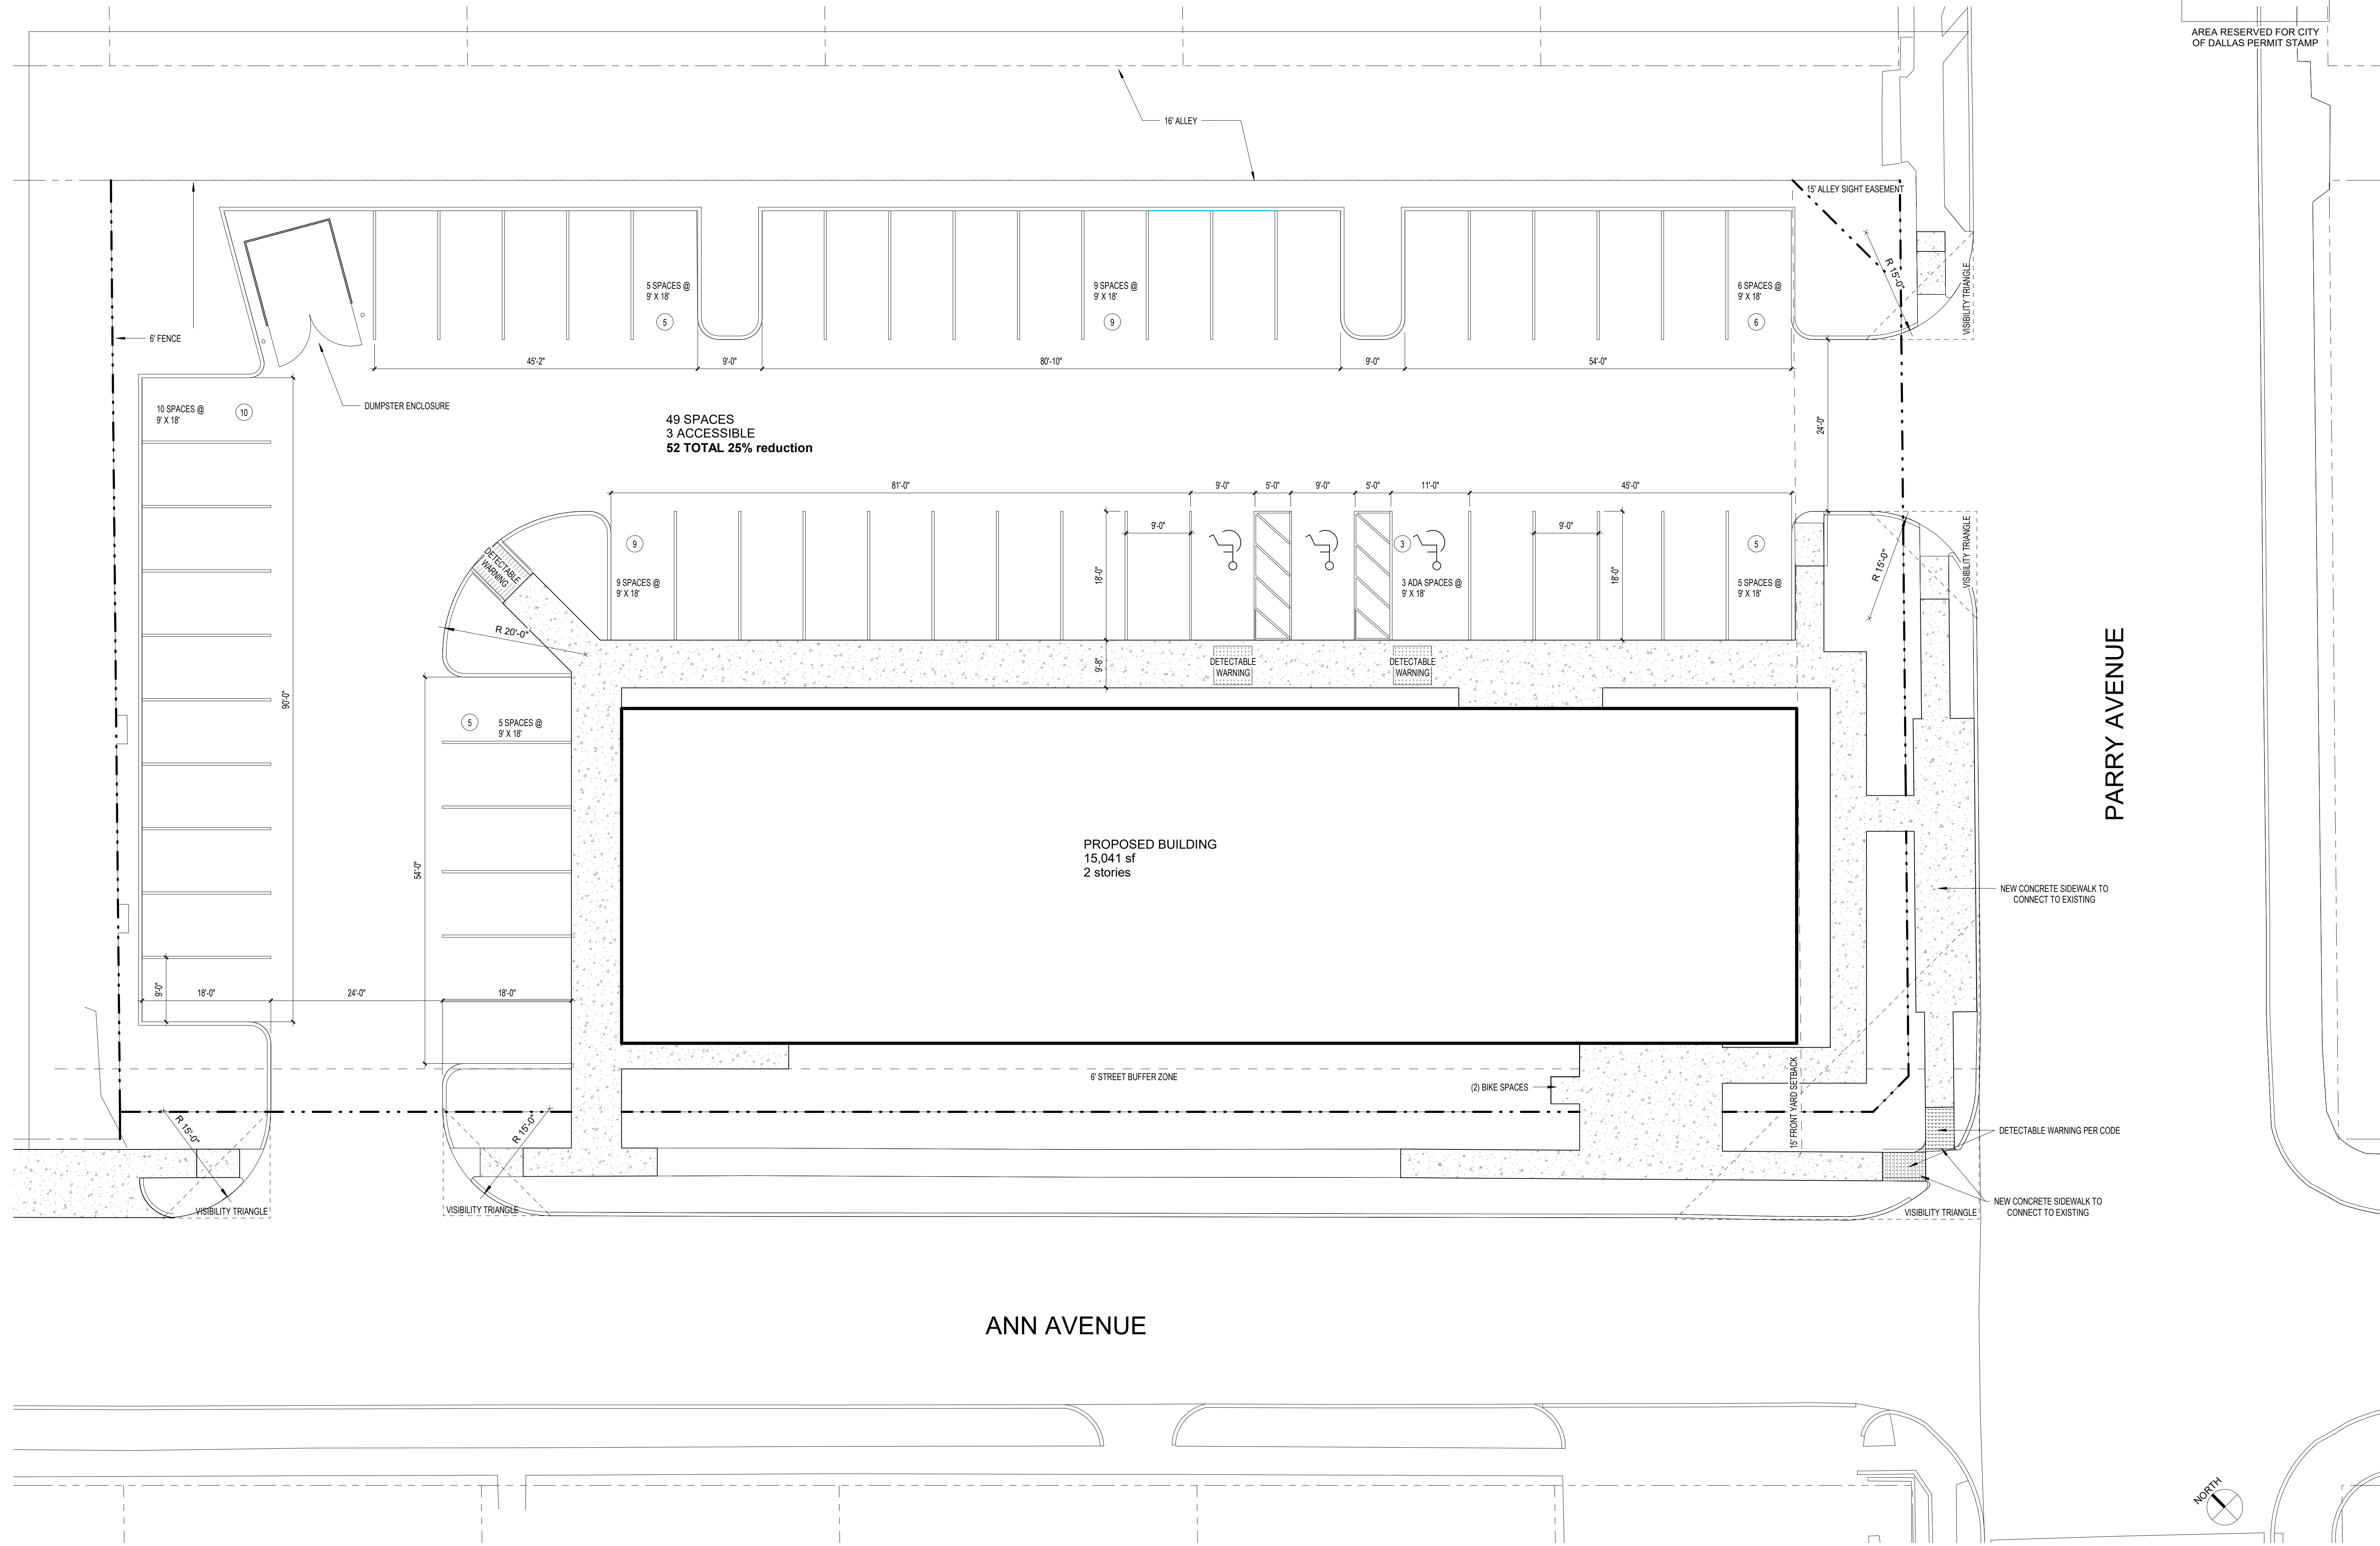 AREA RESERVED FOR CITY
OF DALLAS PERMIT STAMP
16' ALLEY
15' ALLEY SIGHT EASEMENT
R 15'-0"
VISIBILITY TRIANGLE
6' FENCE
5 SPACES @
9' X 18'
5
9 SPACES @
9' X 18'
9
6 SPACES @
9' X 18'
6
45'-2"
9'-0"
80'-10"
9'-0"
54'-0"
DUMPSTER ENCLOSURE
10 SPACES @
9' X 18'
10
49 SPACES
3 ACCESSIBLE
52 TOTAL 25% reduction
24'-0"
81'-0"
9'-0"
5'-0"
9'-0"
5'-0"
11'-0"
45'-0"
9'-0"
9'-0"
9
3
5
18'-0"
18'-0"
9 SPACES @
9' X 18'
3 ADA SPACES @
9' X 18'
5 SPACES @
9' X 18'
R 15'-0"
VISIBILITY TRIANGLE
DETECTABLE
WARNING
R 20'-0"
9'-8"
DETECTABLE
WARNING
DETECTABLE
WARNING
90'-0"
5
5 SPACES @
9' X 18'
54'-0"
PARRY AVENUE
PROPOSED BUILDING
15,041 sf
2 stories
NEW CONCRETE SIDEWALK TO
CONNECT TO EXISTING
9'-0"
18'-0"
24'-0"
18'-0"
6' STREET BUFFER ZONE
(2) BIKE SPACES
15' FRONT YARD SETBACK
R 15'-0"
R 15'-0"
DETECTABLE WARNING PER CODE
VISIBILITY TRIANGLE
VISIBILITY TRIANGLE
VISIBILITY TRIANGLE
NEW CONCRETE SIDEWALK TO
CONNECT TO EXISTING
ANN AVENUE
NORTH